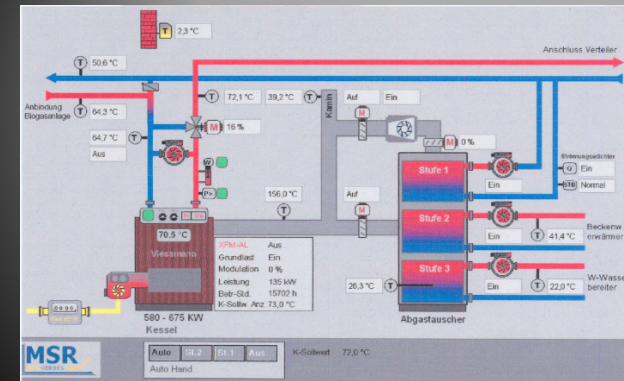 T 2,3 °C
Anschluss Verteiler
T 50,6 °C
T 72,1 °C 39,2 °C T
Kamin
Auf Ein
M
Anbindung
Biogasanlage
T 64,3 °C
M 16 %
M 0 %
64,7 °C T
Aus
Stufe 1
Ein
Q Ein
STB Normal
W
P>
156,0 °C
T
Auf
M
Stufe 2
Ein
T 41,4 °C
Beckenw
erwärmer
70,5 °C
Viessmann
XFM-AL Aus
Grundlast Ein
Modulation 0 %
Leistung 135 kW
Betr-Std. 15702 h
K-Sollw. Anz 73,0 °C
Stufe 3
Ein
26,3 °C T
T 22,0 °C
W-Wasse
bereiter
580 - 675 KW
Kessel
Abgastauscher
MSR
GERDES
Auto St.2 St.1 Aus
Auto Hand
K-Sollwert 72,0 °C